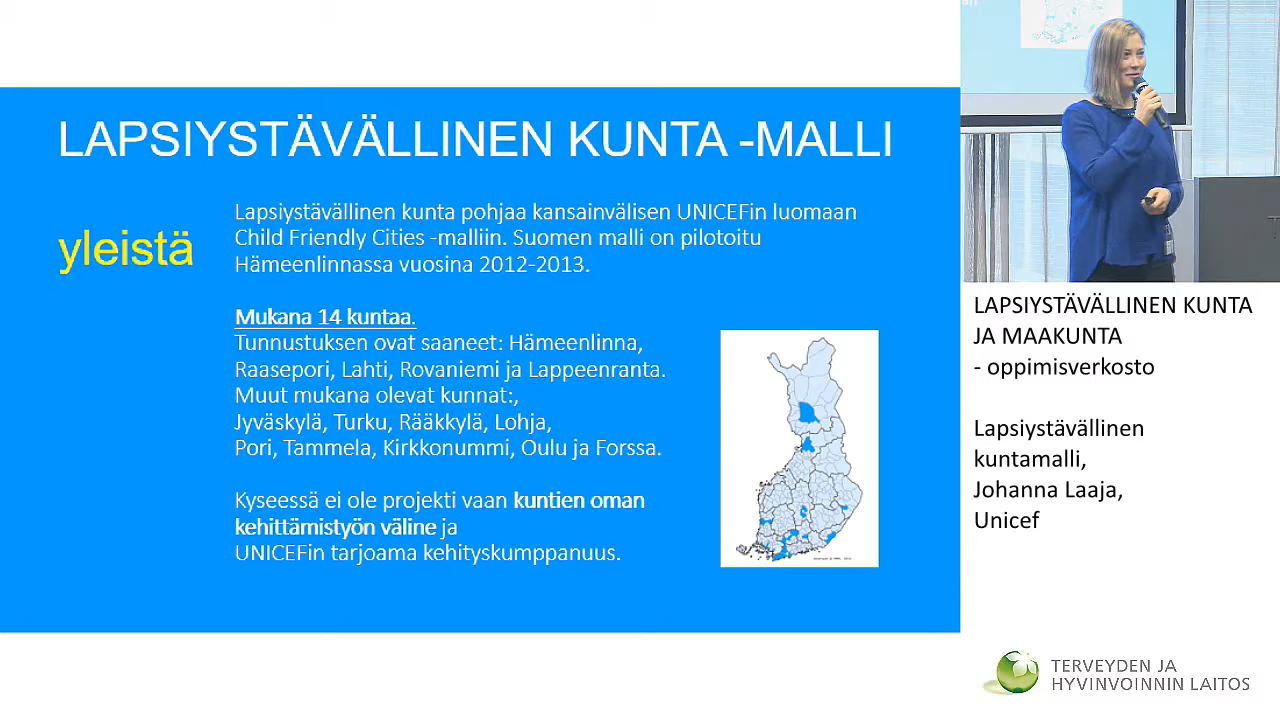 LAPSIYSTÄVÄLLINEN KUNTA -MALLI
yleistä
Lapsiystävällinen kunta pohjaa kansainvälisen UNICEFin luomaan
Child Friendly Cities -malliin. Suomen malli on pilotoitu
Hämeenlinnassa vuosina 2012-2013.
Mukana 14 kuntaa.
Tunnustuksen ovat saaneet: Hämeenlinna,
Raasepori, Lahti, Rovaniemi ja Lappeenranta.
Muut mukana olevat kunnat:,
Jyväskylä, Turku, Rääkkylä, Lohja,
Pori, Tammela, Kirkkonummi, Oulu ja Forssa.
Kyseessä ei ole projekti vaan kuntien oman
kehittämistyön väline ja
UNICEFin tarjoama kehityskumppanuus.
LAPSIYSTÄVÄLLINEN KUNTA
JA MAAKUNTA
- oppimisverkosto
Lapsiystävällinen
kuntamalli,
Johanna Laaja,
Unicef
TERVEYDEN JA
HYVINVOINNIN LAITOS